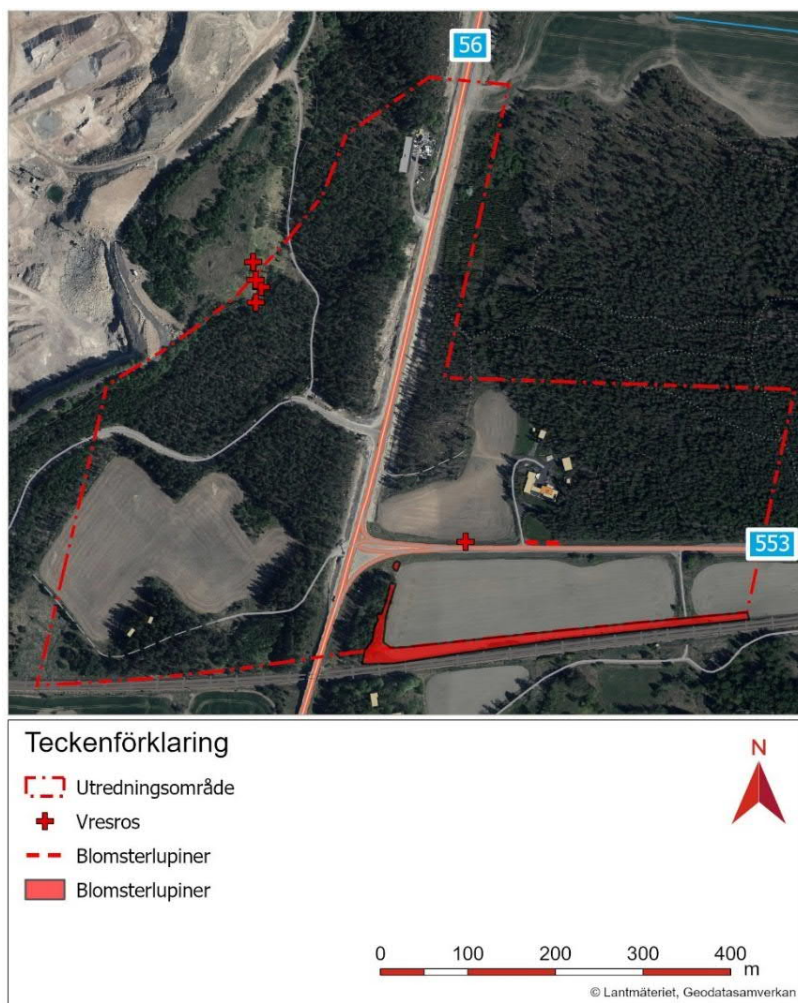 56
553
Teckenförklaring
Utredningsområde
Vresros
Blomsterlupiner
Blomsterlupiner
N
0 100 200 300 400
m
© Lantmäteriet, Geodatasamverkan